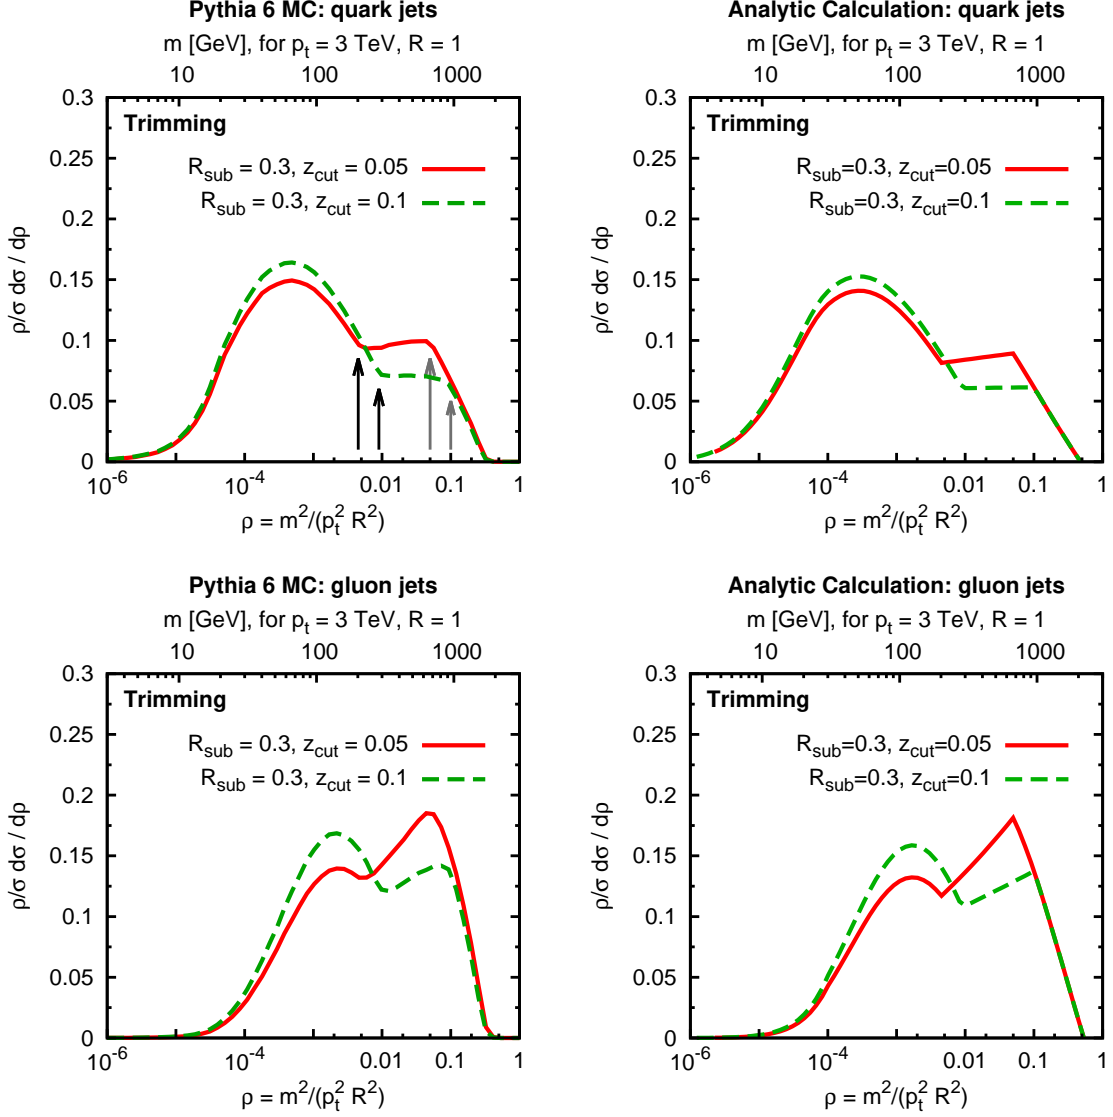 Pythia 6 MC: quark jets
m [GeV], for p_t = 3 TeV, R = 1
10 100 1000
0.3
0.25
0.2
0.15
0.1
0.05
0
Trimming
R_sub = 0.3, z_cut = 0.05
R_sub = 0.3, z_cut = 0.1
ρ/σ dσ / dρ
10^-6 10^-4 0.01 0.1 1
ρ = m^2/(p_t^2 R^2)
Analytic Calculation: quark jets
m [GeV], for p_t = 3 TeV, R = 1
10 100 1000
0.3
0.25
0.2
0.15
0.1
0.05
0
Trimming
R_sub=0.3, z_cut=0.05
R_sub=0.3, z_cut=0.1
ρ/σ dσ / dρ
10^-6 10^-4 0.01 0.1 1
ρ = m^2/(p_t^2 R^2)
Pythia 6 MC: gluon jets
m [GeV], for p_t = 3 TeV, R = 1
10 100 1000
0.3
0.25
0.2
0.15
0.1
0.05
0
Trimming
R_sub = 0.3, z_cut = 0.05
R_sub = 0.3, z_cut = 0.1
ρ/σ dσ / dρ
10^-6 10^-4 0.01 0.1 1
ρ = m^2/(p_t^2 R^2)
Analytic Calculation: gluon jets
m [GeV], for p_t = 3 TeV, R = 1
10 100 1000
0.3
0.25
0.2
0.15
0.1
0.05
0
Trimming
R_sub=0.3, z_cut=0.05
R_sub=0.3, z_cut=0.1
ρ/σ dσ / dρ
10^-6 10^-4 0.01 0.1 1
ρ = m^2/(p_t^2 R^2)